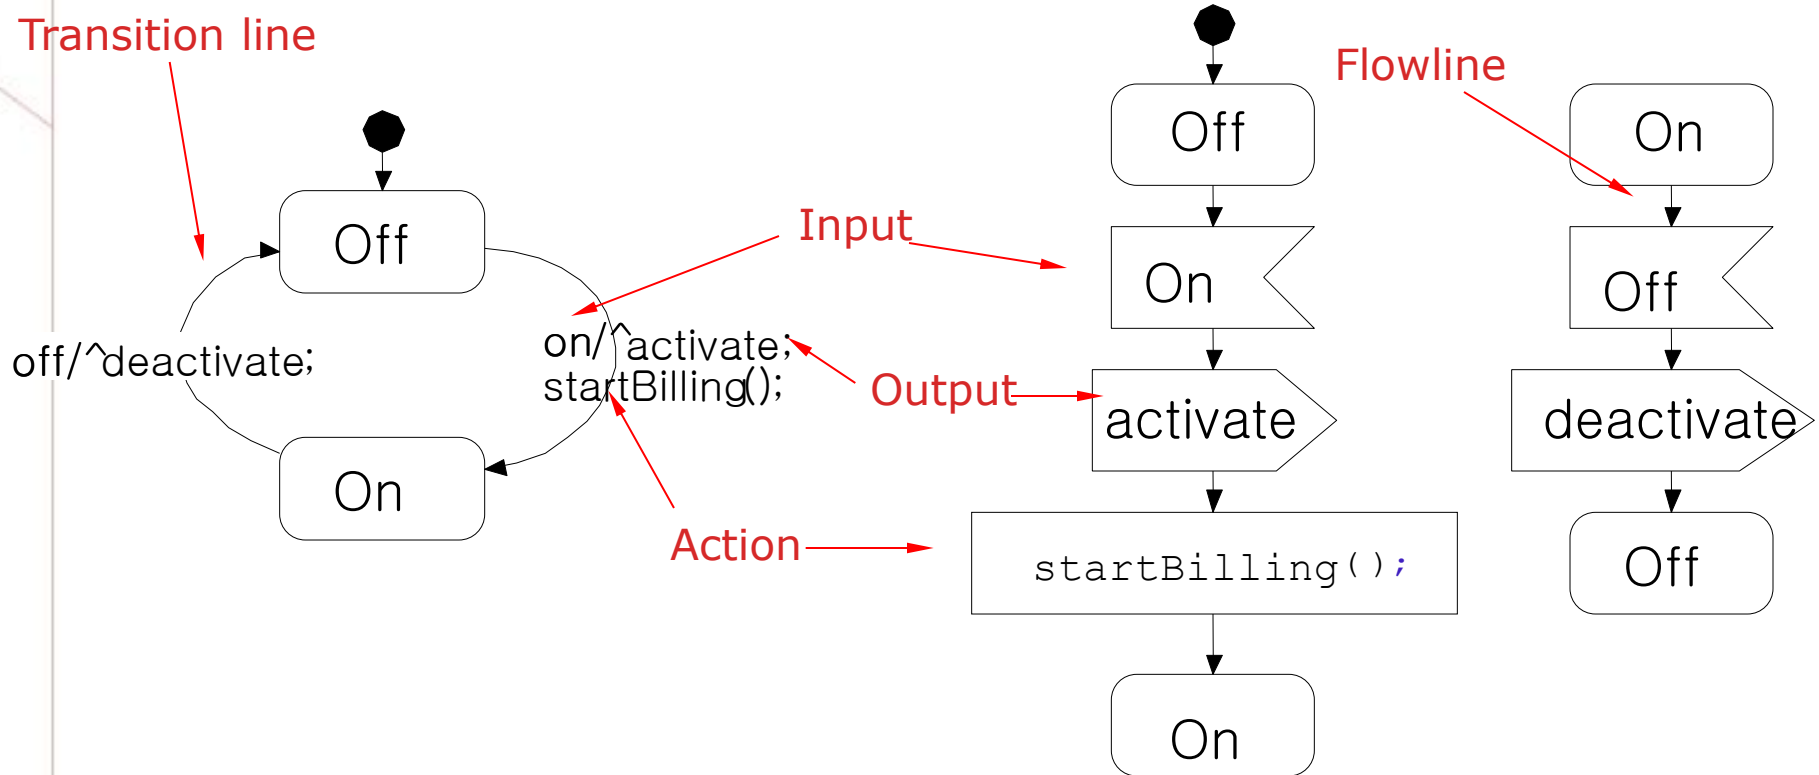 Transition line
Off
off/^deactivate;
on/^activate;
startBilling();
On
Input
Output
Action
Off
On
activate
startBilling();
On
Flowline
On
Off
deactivate
Off